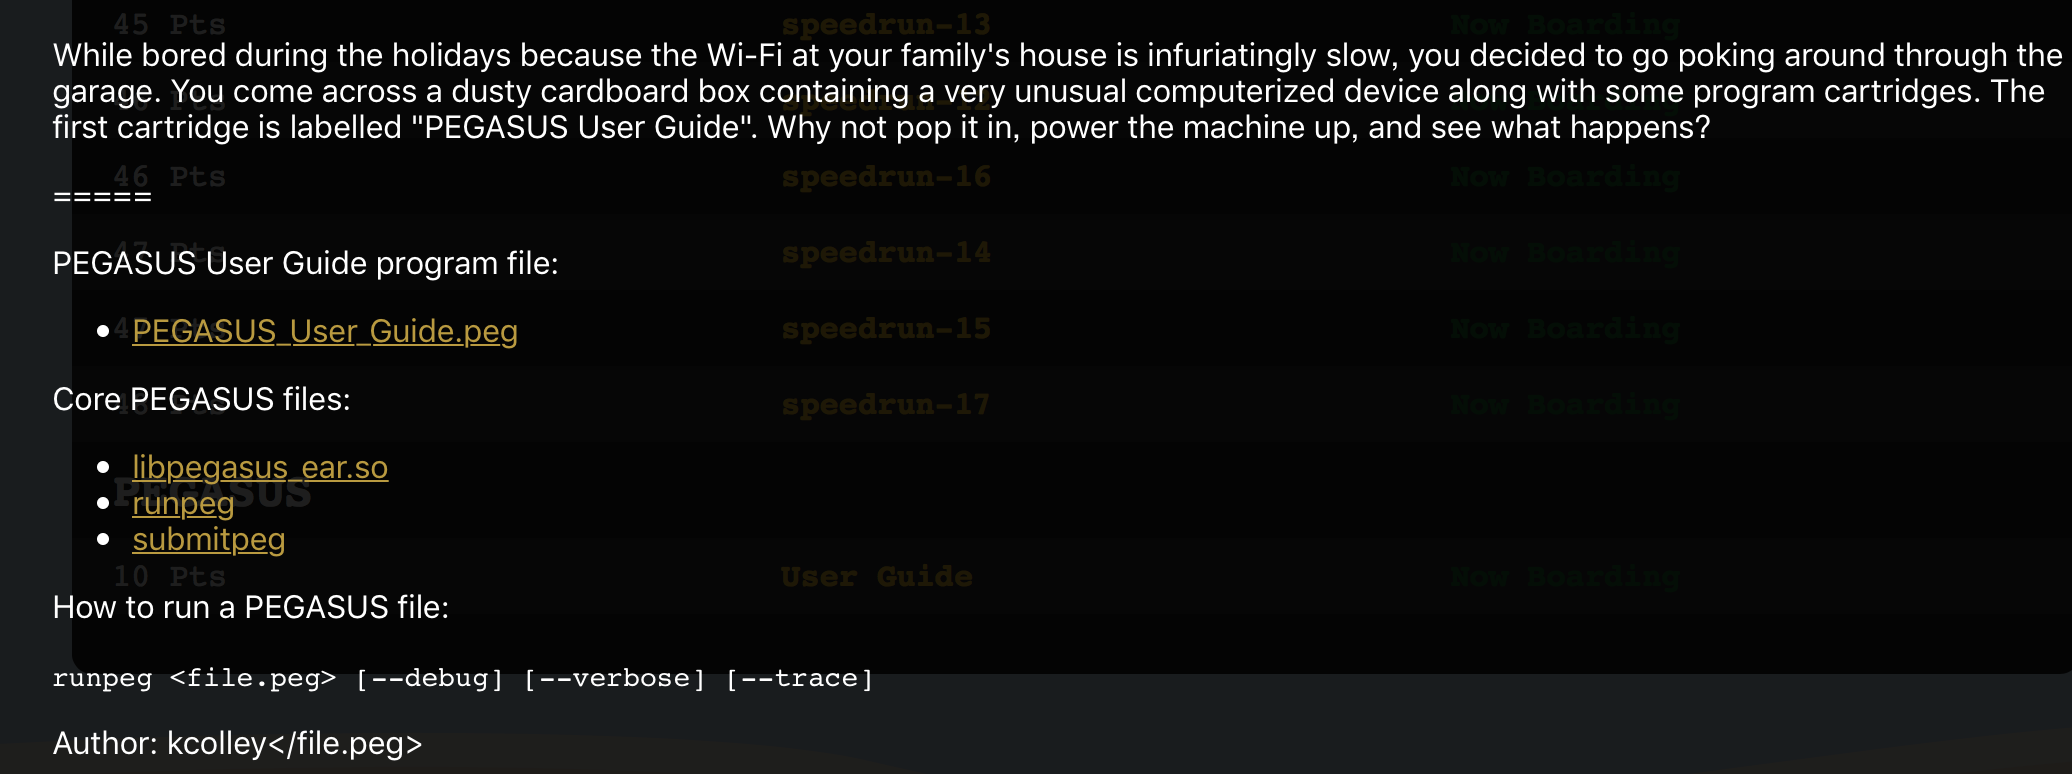 45 Pts speedrun-13 Now Boarding
While bored during the holidays because the Wi-Fi at your family's house is infuriatingly slow, you decided to go poking around through the
garage. You come across a dusty cardboard box containing a very unusual computerized device along with some program cartridges. The
first cartridge is labelled "PEGASUS User Guide". Why not pop it in, power the machine up, and see what happens?
46 Pts speedrun-16 Now Boarding
=====
47 Pts speedrun-14 Now Boarding
PEGASUS User Guide program file:
• PEGASUS_User_Guide.peg
speedrun-15 Now Boarding
Core PEGASUS files:
speedrun-17 Now Boarding
• libpegasus_ear.so
PEGASUS
• runpeg
• submitpeg
10 Pts User Guide Now Boarding
How to run a PEGASUS file:
runpeg <file.peg> [--debug] [--verbose] [--trace]
Author: kcolley</file.peg>